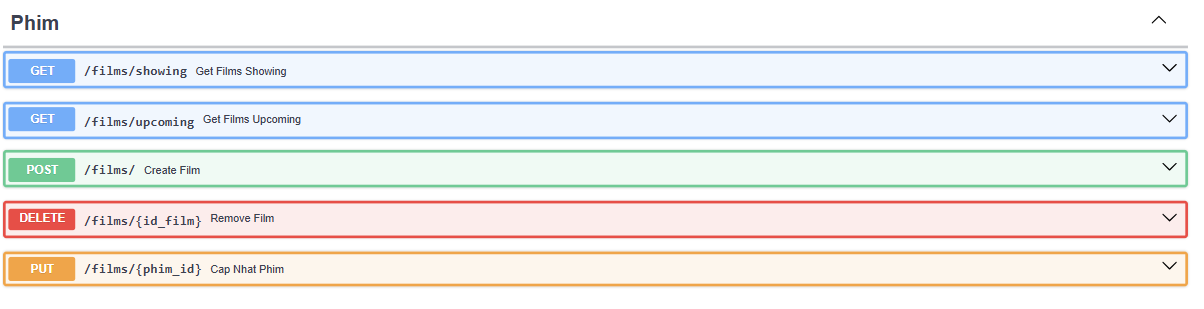 Phim
GET /films/showing Get Films Showing
GET /films/upcoming Get Films Upcoming
POST /films/ Create Film
DELETE /films/{id_film} Remove Film
PUT /films/{phim_id} Cap Nhat Phim